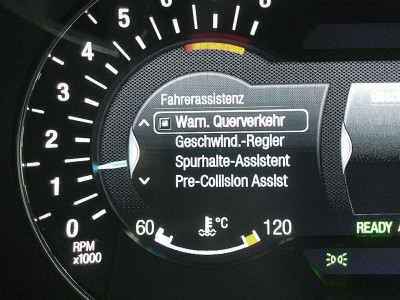 6
5
4
3
2
1
0
RPM
x1000
Fahrerassistenz
Warn. Querverkehr
Geschwind.-Regler
Spurhalte-Assistent
Pre-Collision Assist
60 °C 120
READY